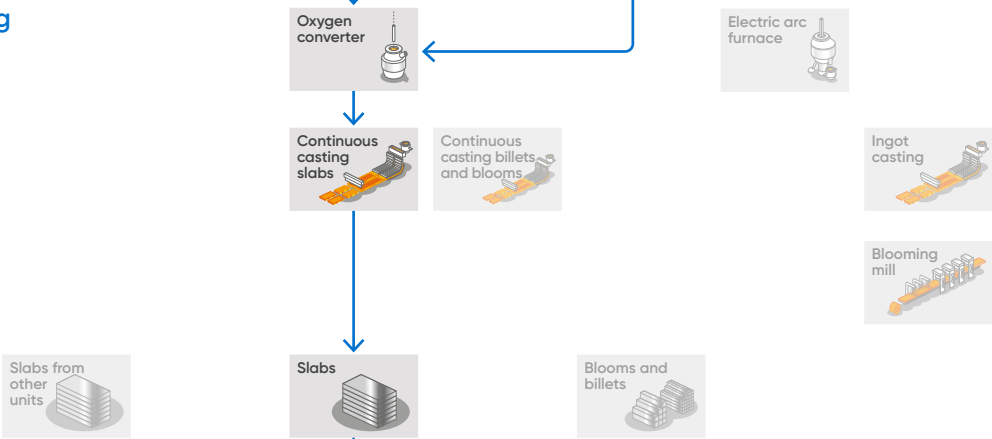 g
Oxygen
converter
Electric arc
furnace
Continuous
casting
slabs
Continuous
casting billets
and blooms
Ingot
casting
Blooming
mill
Slabs from
other
units
Slabs
Blooms and
billets